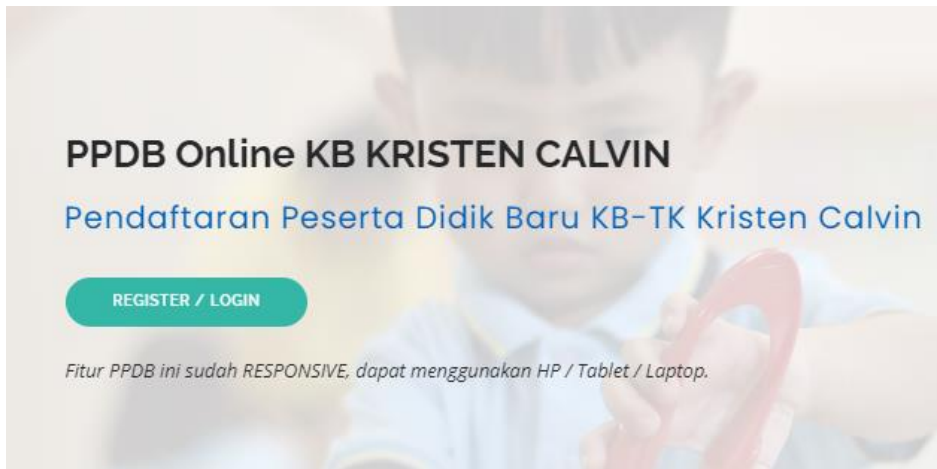 PPDB Online KB KRISTEN CALVIN
Pendaftaran Peserta Didik Baru KB-TK Kristen Calvin
REGISTER / LOGIN
Fitur PPDB ini sudah RESPONSIVE, dapat menggunakan HP / Tablet / Laptop.